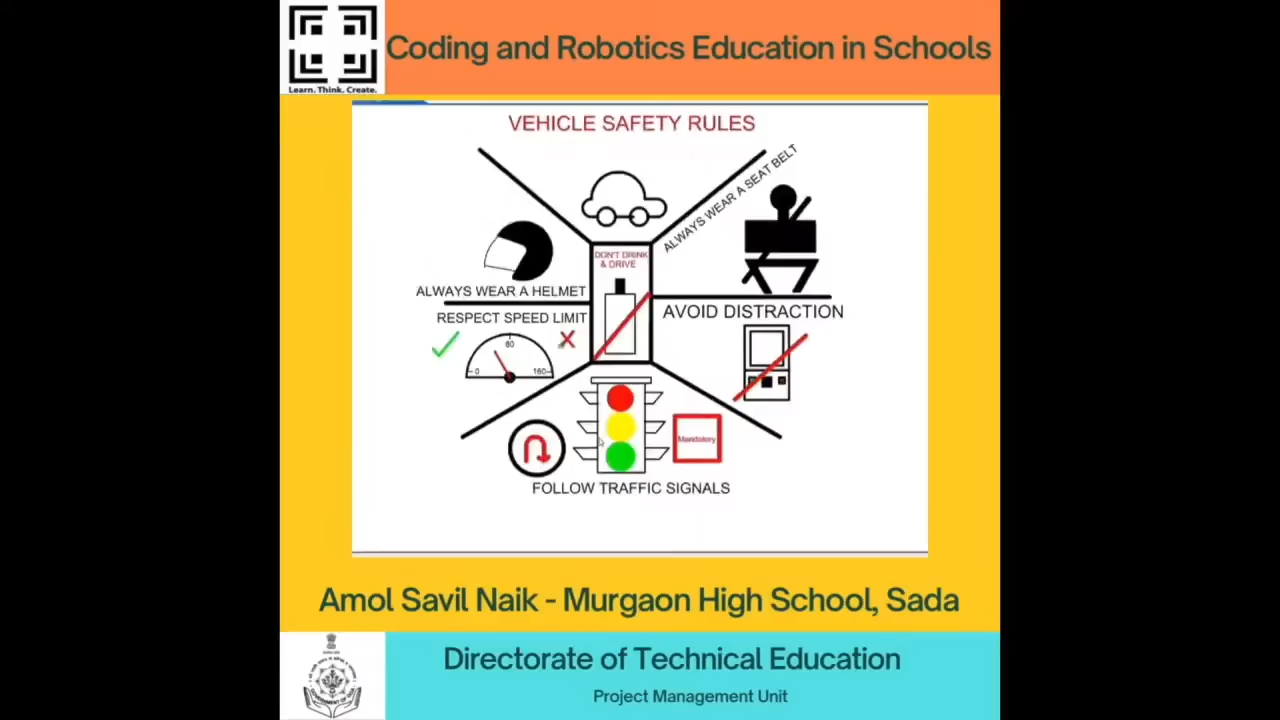 Coding and Robotics Education in Schools
Learn. Think. Create.
VEHICLE SAFETY RULES
ALWAYS WEAR A SEAT BELT
DON'T DRINK
& DRIVE
ALWAYS WEAR A HELMET
RESPECT SPEED LIMIT
AVOID DISTRACTION
0 80 160
Mandatory
FOLLOW TRAFFIC SIGNALS
Amol Savil Naik - Murgaon High School, Sada
Directorate of Technical Education
Project Management Unit